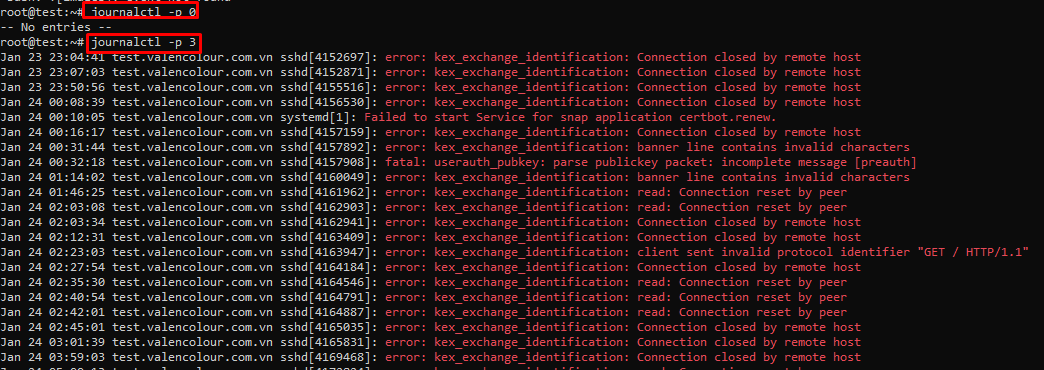 root@test:~# journalctl -p 0
-- No entries --
root@test:~# journalctl -p 3
Jan 23 23:04:41 test.valencolour.com.vn sshd[4152697]: error: kex_exchange_identification: Connection closed by remote host
Jan 23 23:07:03 test.valencolour.com.vn sshd[4152871]: error: kex_exchange_identification: Connection closed by remote host
Jan 23 23:50:56 test.valencolour.com.vn sshd[4155516]: error: kex_exchange_identification: Connection closed by remote host
Jan 24 00:08:39 test.valencolour.com.vn sshd[4156530]: error: kex_exchange_identification: Connection closed by remote host
Jan 24 00:10:05 test.valencolour.com.vn systemd[1]: Failed to start Service for snap application certbot.renew.
Jan 24 00:16:17 test.valencolour.com.vn sshd[4157159]: error: kex_exchange_identification: Connection closed by remote host
Jan 24 00:31:44 test.valencolour.com.vn sshd[4157892]: error: kex_exchange_identification: banner line contains invalid characters
Jan 24 00:32:18 test.valencolour.com.vn sshd[4157908]: fatal: userauth_pubkey: parse publickey packet: incomplete message [preauth]
Jan 24 01:14:02 test.valencolour.com.vn sshd[4160049]: error: kex_exchange_identification: banner line contains invalid characters
Jan 24 01:46:25 test.valencolour.com.vn sshd[4161962]: error: kex_exchange_identification: read: Connection reset by peer
Jan 24 02:03:08 test.valencolour.com.vn sshd[4162903]: error: kex_exchange_identification: read: Connection reset by peer
Jan 24 02:03:34 test.valencolour.com.vn sshd[4162941]: error: kex_exchange_identification: Connection closed by remote host
Jan 24 02:12:31 test.valencolour.com.vn sshd[4163409]: error: kex_exchange_identification: Connection closed by remote host
Jan 24 02:23:03 test.valencolour.com.vn sshd[4163947]: error: kex_exchange_identification: client sent invalid protocol identifier "GET / HTTP/1.1"
Jan 24 02:27:54 test.valencolour.com.vn sshd[4164184]: error: kex_exchange_identification: Connection closed by remote host
Jan 24 02:35:30 test.valencolour.com.vn sshd[4164546]: error: kex_exchange_identification: read: Connection reset by peer
Jan 24 02:40:54 test.valencolour.com.vn sshd[4164791]: error: kex_exchange_identification: read: Connection reset by peer
Jan 24 02:42:01 test.valencolour.com.vn sshd[4164887]: error: kex_exchange_identification: read: Connection reset by peer
Jan 24 02:45:01 test.valencolour.com.vn sshd[4165035]: error: kex_exchange_identification: Connection closed by remote host
Jan 24 03:01:39 test.valencolour.com.vn sshd[4165831]: error: kex_exchange_identification: Connection closed by remote host
Jan 24 03:59:03 test.valencolour.com.vn sshd[4169468]: error: kex_exchange_identification: Connection closed by remote host